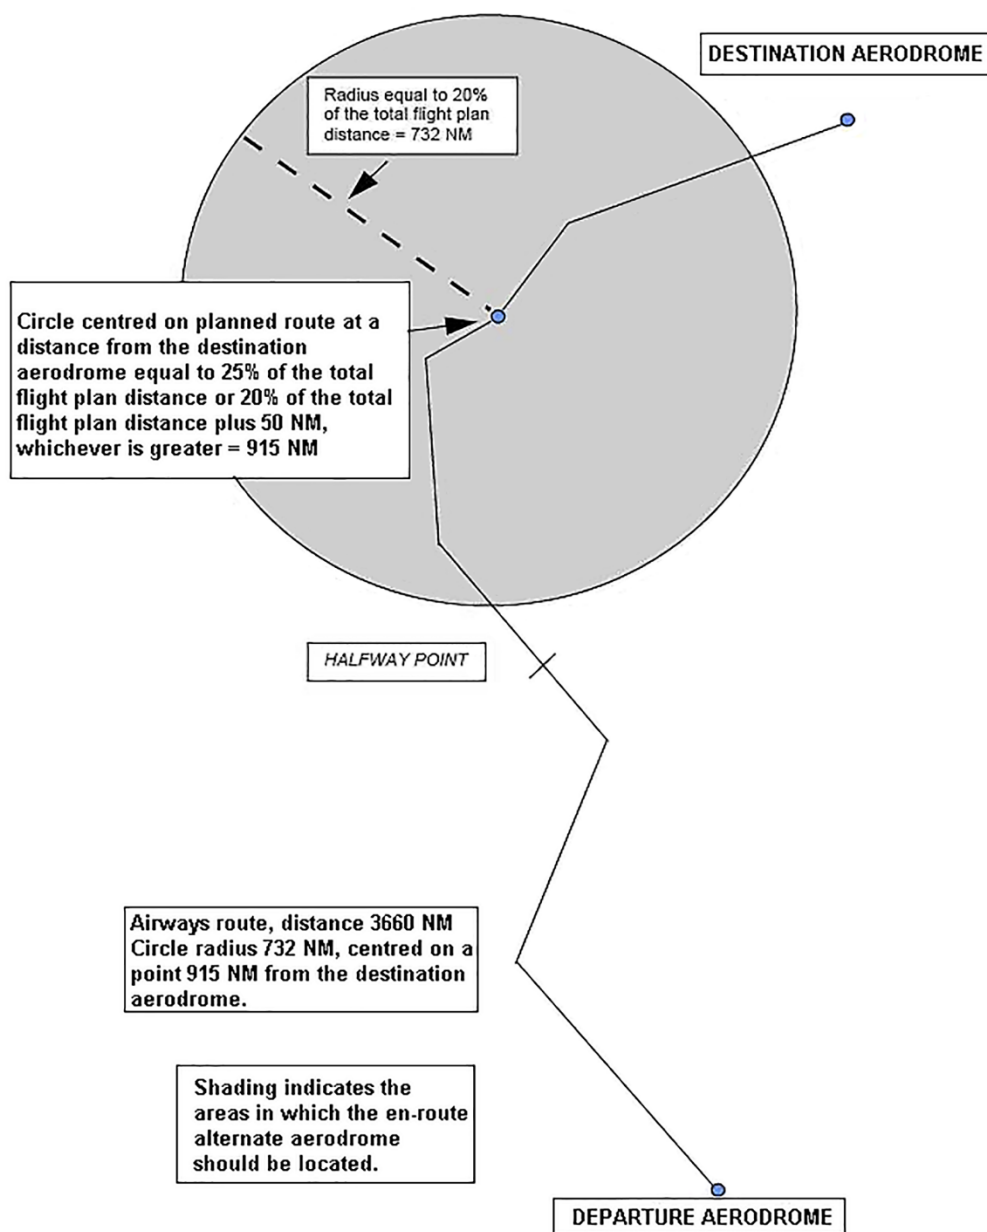 DESTINATION AERODROME
Radius equal to 20%
of the total flight plan
distance = 732 NM
Circle centred on planned route at a
distance from the destination
aerodrome equal to 25% of the total
flight plan distance or 20% of the total
flight plan distance plus 50 NM,
whichever is greater = 915 NM
HALFWAY POINT
Airways route, distance 3660 NM
Circle radius 732 NM, centred on a
point 915 NM from the destination
aerodrome.
Shading indicates the
areas in which the en-route
alternate aerodrome
should be located.
DEPARTURE AERODROME